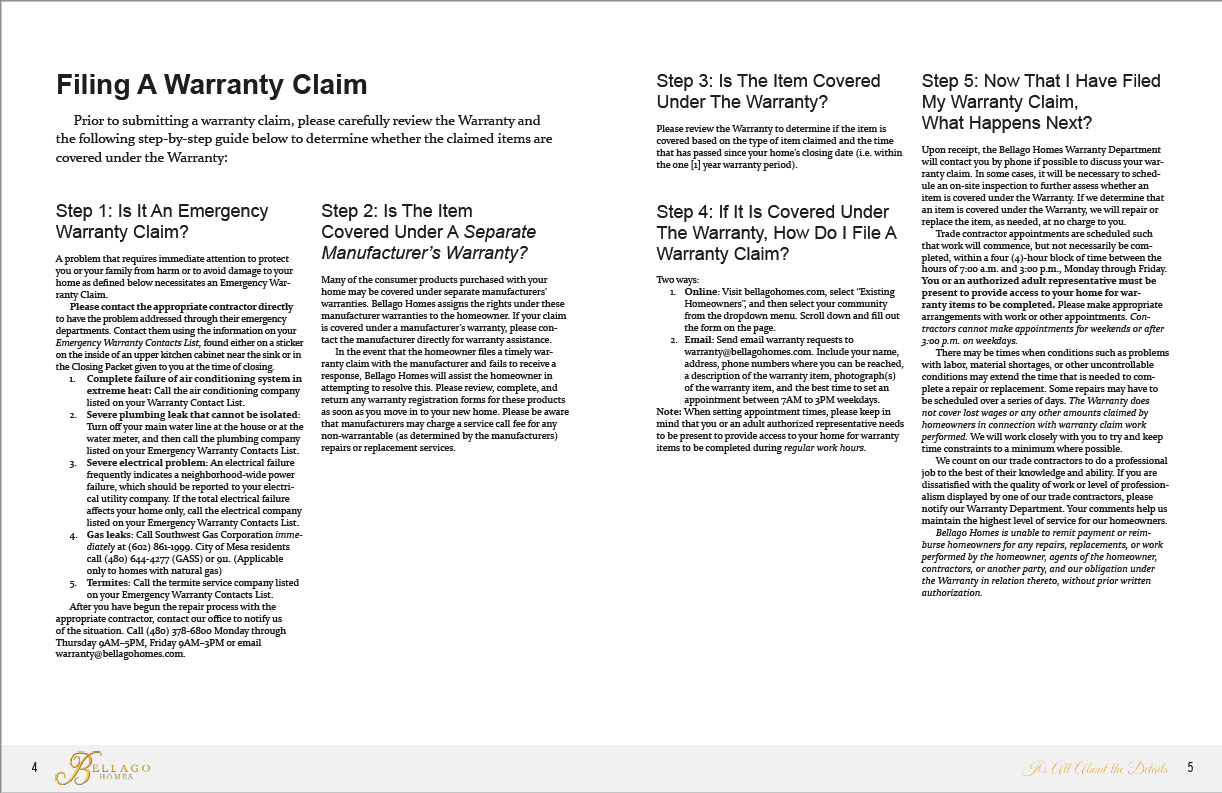 Filing A Warranty Claim
Prior to submitting a warranty claim, please carefully review the Warranty and
the following step-by-step guide below to determine whether the claimed items are
covered under the Warranty:
Step 1: Is It An Emergency
Warranty Claim?
A problem that requires immediate attention to protect
you or your family from harm or to avoid damage to your
home as defined below necessitates an Emergency War-
ranty Claim.
Please contact the appropriate contractor directly
to have the problem addressed through their emergency
departments. Contact them using the information on your
Emergency Warranty Contacts List, found either on a sticker
on the inside of an upper kitchen cabinet near the sink or in
the Closing Packet given to you at the time of closing.
1. Complete failure of air conditioning system in
extreme heat: Call the air conditioning company
listed on your Warranty Contact List.
2. Severe plumbing leak that cannot be isolated:
Turn off your main water line at the house or at the
water meter, and then call the plumbing company
listed on your Emergency Warranty Contacts List.
3. Severe electrical problem: An electrical failure
frequently indicates a neighborhood-wide power
failure, which should be reported to your electri-
cal utility company. If the total electrical failure
affects your home only, call the electrical company
listed on your Emergency Warranty Contacts List.
4. Gas leaks: Call Southwest Gas Corporation imme-
diately at (602) 861-1999. City of Mesa residents
call (480) 644-4277 (GASS) or 911. (Applicable
only to homes with natural gas)
5. Termites: Call the termite service company listed
on your Emergency Warranty Contacts List.
After you have begun the repair process with the
appropriate contractor, contact our office to notify us
of the situation. Call (480) 378-6800 Monday through
Thursday 9AM–5PM, Friday 9AM–3PM or email
warranty@bellagohomes.com.
Step 2: Is The Item
Covered Under A Separate
Manufacturer’s Warranty?
Many of the consumer products purchased with your
home may be covered under separate manufacturers’
warranties. Bellago Homes assigns the rights under these
manufacturer warranties to the homeowner. If your claim
is covered under a manufacturer’s warranty, please con-
tact the manufacturer directly for warranty assistance.
In the event that the homeowner files a timely war-
ranty claim with the manufacturer and fails to receive a
response, Bellago Homes will assist the homeowner in
attempting to resolve this. Please review, complete, and
return any warranty registration forms for these products
as soon as you move in to your new home. Please be aware
that manufacturers may charge a service call fee for any
non-warrantable (as determined by the manufacturers)
repairs or replacement services.
Step 3: Is The Item Covered
Under The Warranty?
Please review the Warranty to determine if the item is
covered based on the type of item claimed and the time
that has passed since your home’s closing date (i.e. within
the one [1] year warranty period).
Step 4: If It Is Covered Under
The Warranty, How Do I File A
Warranty Claim?
Two ways:
1. Online: Visit bellagohomes.com, select “Existing
Homeowners”, and then select your community
from the dropdown menu. Scroll down and fill out
the form on the page.
2. Email: Send email warranty requests to
warranty@bellagohomes.com. Include your name,
address, phone numbers where you can be reached,
a description of the warranty item, photograph(s)
of the warranty item, and the best time to set an
appointment between 7AM to 3PM weekdays.
Note: When setting appointment times, please keep in
mind that you or an adult authorized representative needs
to be present to provide access to your home for warranty
items to be completed during regular work hours.
Step 5: Now That I Have Filed
My Warranty Claim,
What Happens Next?
Upon receipt, the Bellago Homes Warranty Department
will contact you by phone if possible to discuss your war-
ranty claim. In some cases, it will be necessary to sched-
ule an on-site inspection to further assess whether an
item is covered under the Warranty. If we determine that
an item is covered under the Warranty, we will repair or
replace the item, as needed, at no charge to you.
Trade contractor appointments are scheduled such
that work will commence, but not necessarily be com-
pleted, within a four (4)-hour block of time between the
hours of 7:00 a.m. and 3:00 p.m., Monday through Friday.
You or an authorized adult representative must be
present to provide access to your home for war-
ranty items to be completed. Please make appropriate
arrangements with work or other appointments. Con-
tractors cannot make appointments for weekends or after
3:00 p.m. on weekdays.
There may be times when conditions such as problems
with labor, material shortages, or other uncontrollable
conditions may extend the time that is needed to com-
plete a repair or replacement. Some repairs may have to
be scheduled over a series of days. The Warranty does
not cover lost wages or any other amounts claimed by
homeowners in connection with warranty claim work
performed. We will work closely with you to try and keep
time constraints to a minimum where possible.
We count on our trade contractors to do a professional
job to the best of their knowledge and ability. If you are
dissatisfied with the quality of work or level of profession-
alism displayed by one of our trade contractors, please
notify our Warranty Department. Your comments help us
maintain the highest level of service for our homeowners.
Bellago Homes is unable to remit payment or reim-
burse homeowners for any repairs, replacements, or work
performed by the homeowner, agents of the homeowner,
contractors, or another party, and our obligation under
the Warranty in relation thereto, without prior written
authorization.
4
BELLAGO
HOMES
It's All About the Details
5